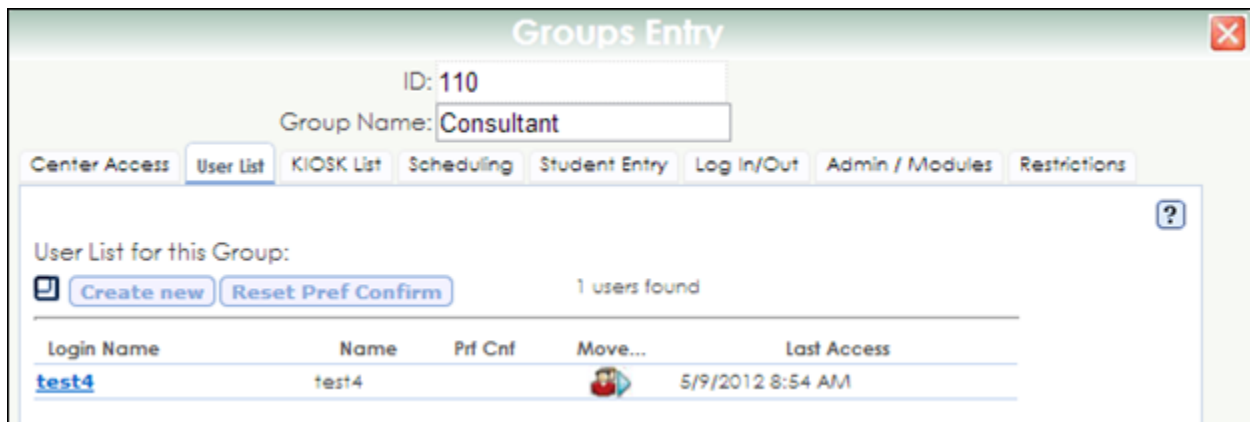 Groups Entry
ID: 110
Group Name: Consultant
Center Access User List KIOSK List Scheduling Student Entry Log In/Out Admin / Modules Restrictions
?
User List for this Group:
Create new Reset Pref Confirm 1 users found
Login Name Name Prf Cnf Move... Last Access
test4 test4 5/9/2012 8:54 AM